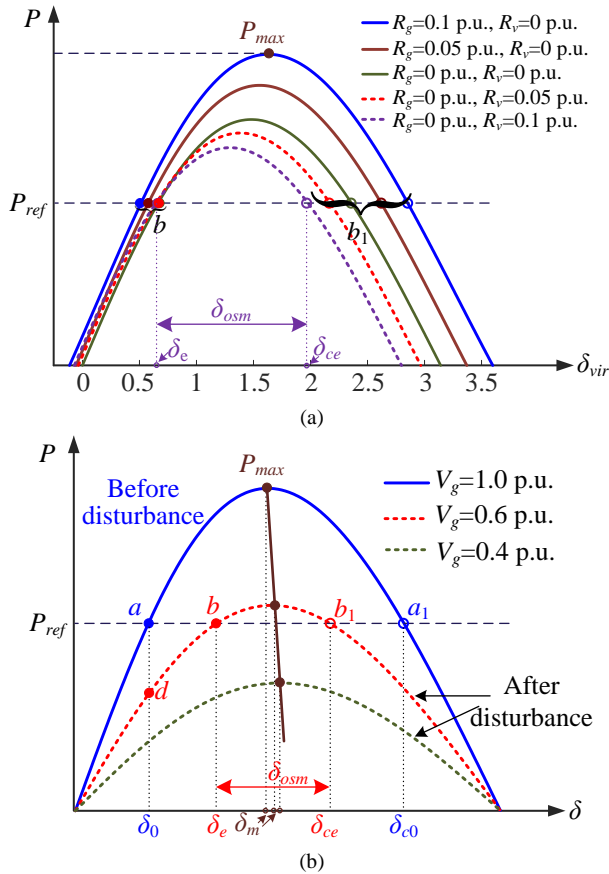 P
P_max
R_g=0.1 p.u., R_v=0 p.u.
R_g=0.05 p.u., R_v=0 p.u.
R_g=0 p.u., R_v=0 p.u.
R_g=0 p.u., R_v=0.05 p.u.
R_g=0 p.u., R_v=0.1 p.u.
P_ref
b
b_1
δ_osm
δ_e
δ_ce
0 0.5 1 1.5 2 2.5 3 3.5
δ_vir
(a)
P
P_max
Before
disturbance
V_g=1.0 p.u.
V_g=0.6 p.u.
V_g=0.4 p.u.
P_ref
a
b
b_1
a_1
d
After
disturbance
δ_osm
δ_0
δ_e
δ_m
δ_ce
δ_c0
δ
(b)